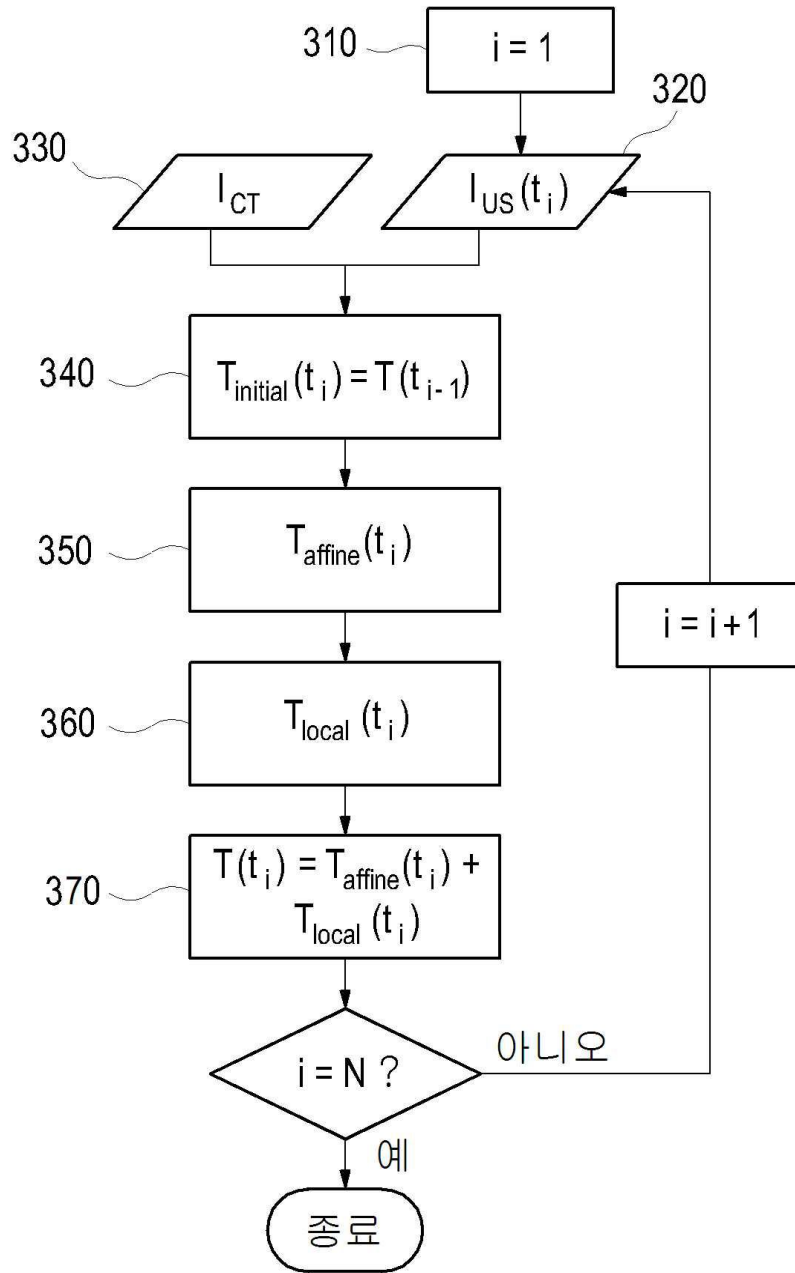 310
i = 1
320
330
I_CT
I_US(t_i)
340
T_initial(t_i) = T(t_{i-1})
350
T_affine(t_i)
i = i+1
360
T_local(t_i)
370
T(t_i) = T_affine(t_i) +
T_local(t_i)
i = N ?
아니오
예
종료